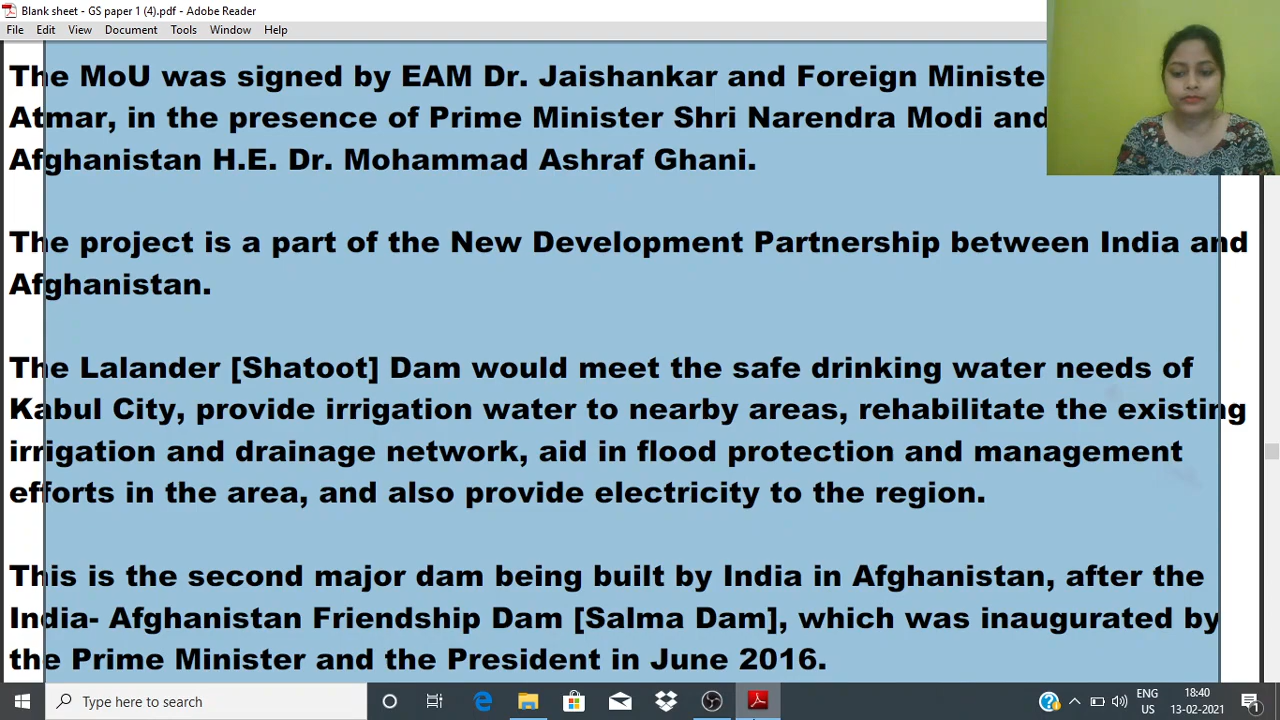 Blank sheet - GS paper 1 (4).pdf - Adobe Reader
File Edit View Document Tools Window Help
The MoU was signed by EAM Dr. Jaishankar and Foreign Ministe
Atmar, in the presence of Prime Minister Shri Narendra Modi and
Afghanistan H.E. Dr. Mohammad Ashraf Ghani.
The project is a part of the New Development Partnership between India and
Afghanistan.
The Lalander [Shatoot] Dam would meet the safe drinking water needs of
Kabul City, provide irrigation water to nearby areas, rehabilitate the existing
irrigation and drainage network, aid in flood protection and management
efforts in the area, and also provide electricity to the region.
This is the second major dam being built by India in Afghanistan, after the
India- Afghanistan Friendship Dam [Salma Dam], which was inaugurated by
the Prime Minister and the President in June 2016.
Type here to search
ENG
US
18:40
13-02-2021
1